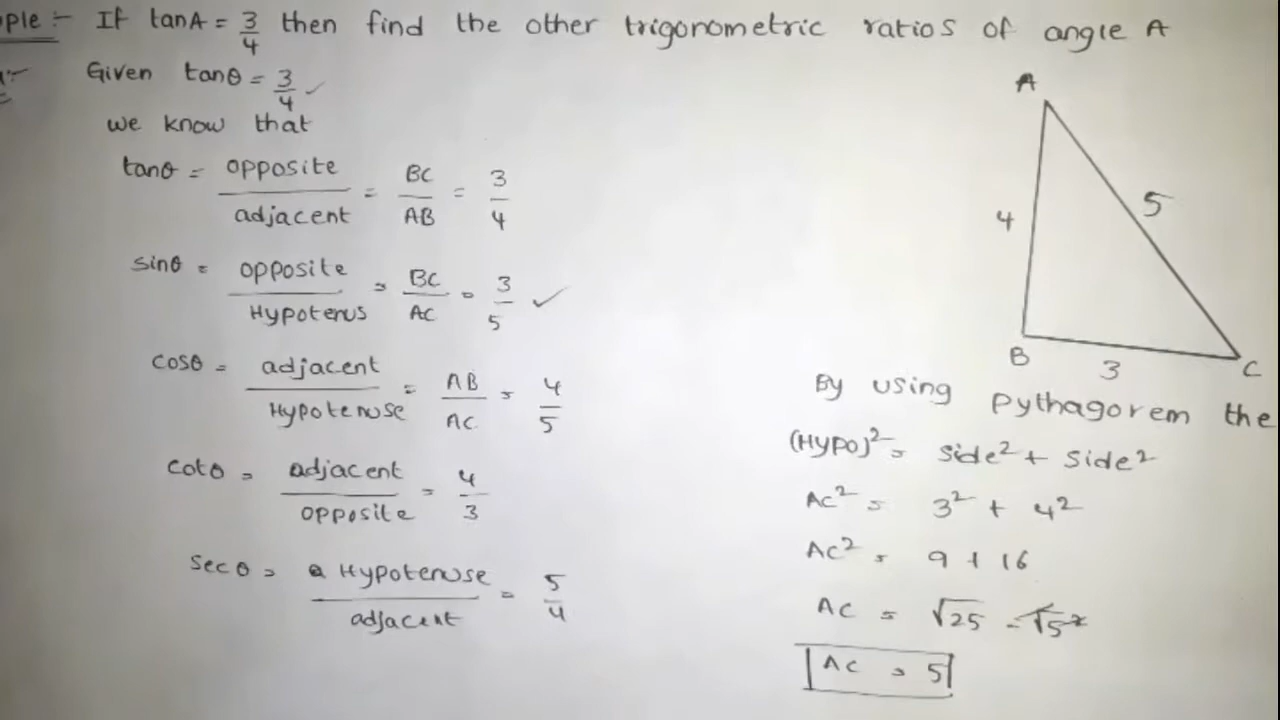 ple :- If tanA = 3/4 then find the other trigonometric ratios of angle A
Given tanθ = 3/4 ✓
we know that
tanθ = opposite/adjacent = BC/AB = 3/4
sinθ = opposite/Hypotenus = BC/AC = 3/5 ✓
cosθ = adjacent/Hypotenuse = AB/AC = 4/5
cotθ = adjacent/opposite = 4/3
secθ = Hypotenuse/adjacent = 5/4
A
4
5
B
3
C
By using pythagorem the
(Hypo)² = side² + side²
AC² = 3² + 4²
AC² = 9 + 16
AC = √25 = √5²
AC = 5